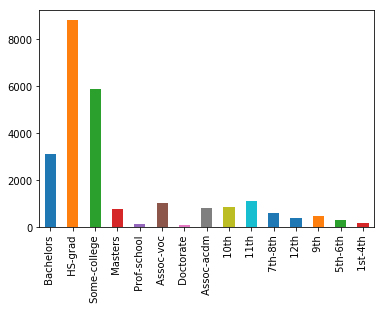 8000
6000
4000
2000
0
Bachelors
HS-grad
Some-college
Masters
Prof-school
Assoc-voc
Doctorate
Assoc-acdm
10th
11th
7th-8th
12th
9th
5th-6th
1st-4th